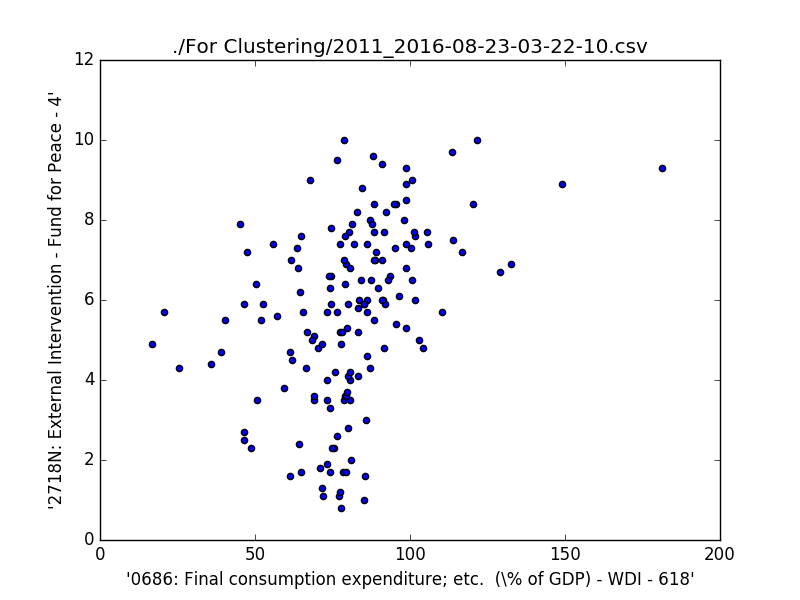 ./For Clustering/2011_2016-08-23-03-22-10.csv
12
10
8
6
4
2
0
'2718N: External Intervention - Fund for Peace - 4'
0 50 100 150 200
'0686: Final consumption expenditure; etc.  (\% of GDP) - WDI - 618'